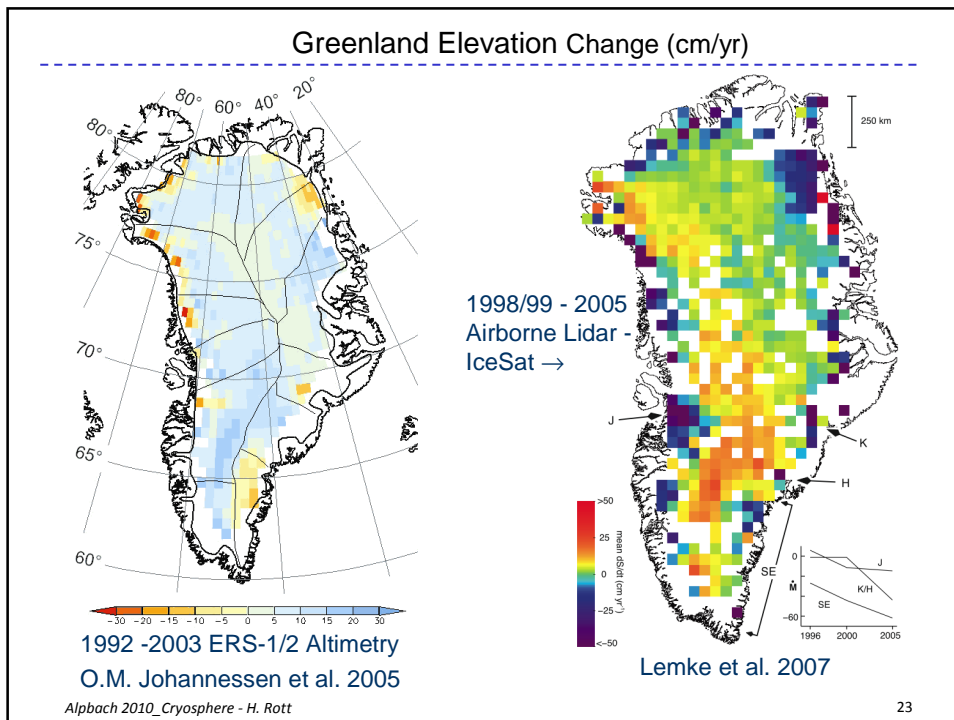 Greenland Elevation Change (cm/yr)
80° 80° 60° 40° 20°
75°
70°
65°
60°
−30 −20 −15 −10 −5 0 5 10 15 20 30
1992 -2003 ERS-1/2 Altimetry
O.M. Johannessen et al. 2005
1998/99 - 2005
Airborne Lidar -
IceSat →
250 km
J
K
H
SE
>50
25
0
−25
<−50
mean dS/dt (cm yr⁻¹)
0
Ṁ
−60
J
K/H
SE
1996 2000 2005
Lemke et al. 2007
Alpbach 2010_Cryosphere - H. Rott
23